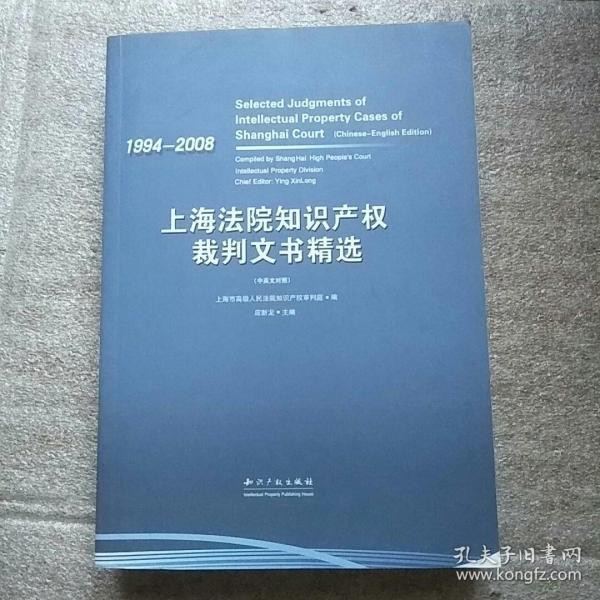 Selected Judgments of
Intellectual Property Cases of
Shanghai Court (Chinese-English Edition)
1994—2008
Compiled by ShangHai High People's Court
Intellectual Property Division
Chief Editor: Ying XinLong
上海法院知识产权
裁判文书精选
(中英文对照)
上海市高级人民法院知识产权审判庭·编
应新龙·主编
知识产权出版社
Intellectual Property Publishing House
孔夫子旧书网
www.kongfz.com